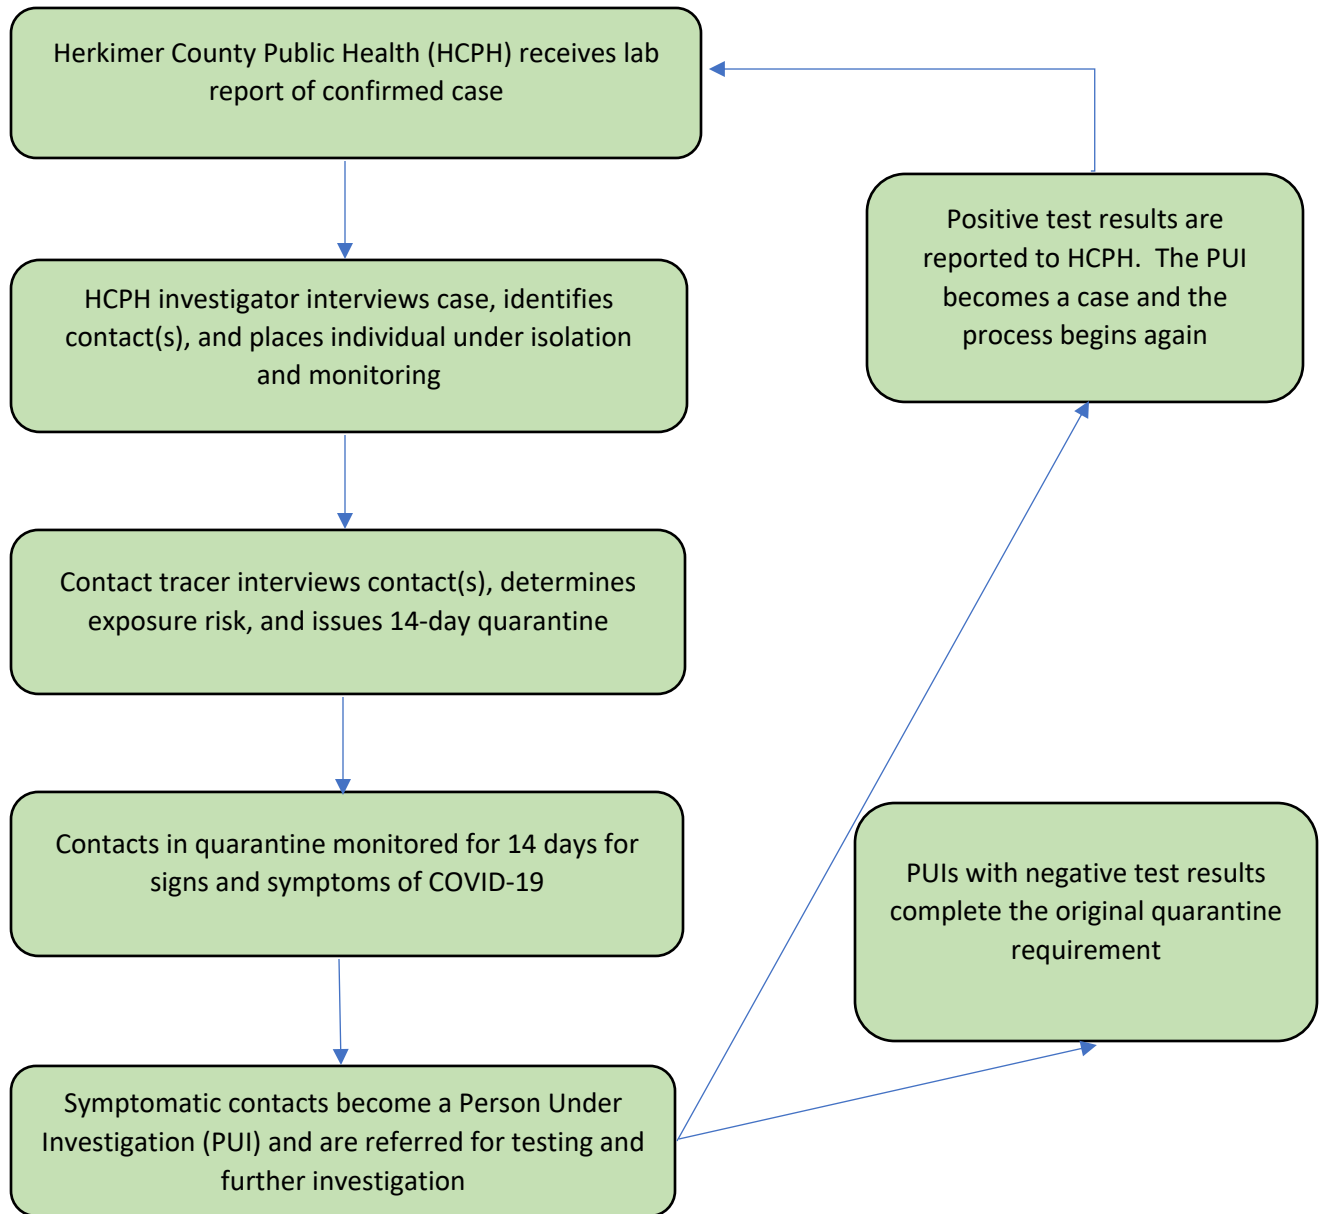 Herkimer County Public Health (HCPH) receives lab
report of confirmed case
HCPH investigator interviews case, identifies
contact(s), and places individual under isolation
and monitoring
Contact tracer interviews contact(s), determines
exposure risk, and issues 14-day quarantine
Contacts in quarantine monitored for 14 days for
signs and symptoms of COVID-19
Symptomatic contacts become a Person Under
Investigation (PUI) and are referred for testing and
further investigation
Positive test results are
reported to HCPH.  The PUI
becomes a case and the
process begins again
PUIs with negative test results
complete the original quarantine
requirement